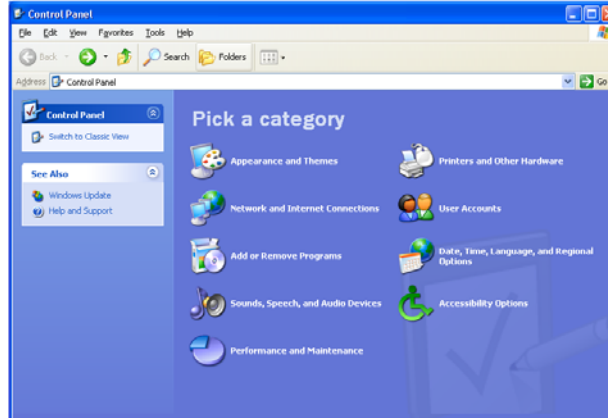 Control Panel
File Edit View Favorites Tools Help
Back Search Folders
Address Control Panel Go
Control Panel
Switch to Classic View
See Also
Windows Update
Help and Support
Pick a category
Appearance and Themes
Printers and Other Hardware
Network and Internet Connections
User Accounts
Add or Remove Programs
Date, Time, Language, and Regional
Options
Sounds, Speech, and Audio Devices
Accessibility Options
Performance and Maintenance